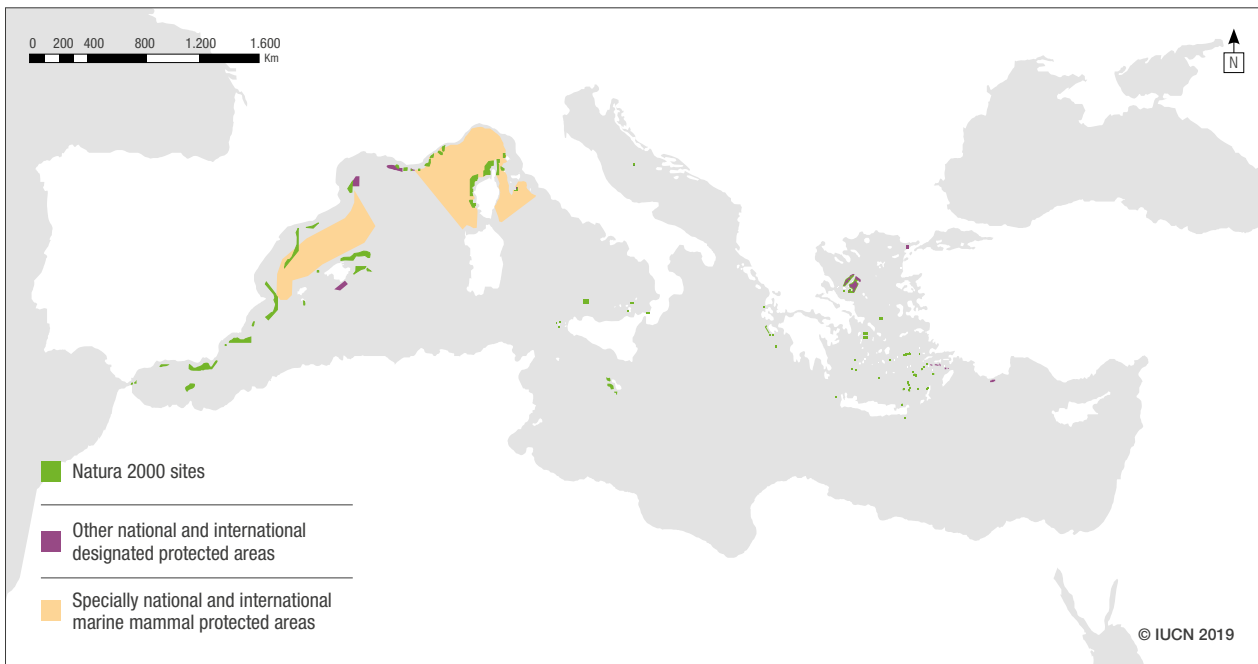 0 200 400 800 1.200 1.600
Km
N
Natura 2000 sites
Other national and international
designated protected areas
Specially national and international
marine mammal protected areas
© IUCN 2019